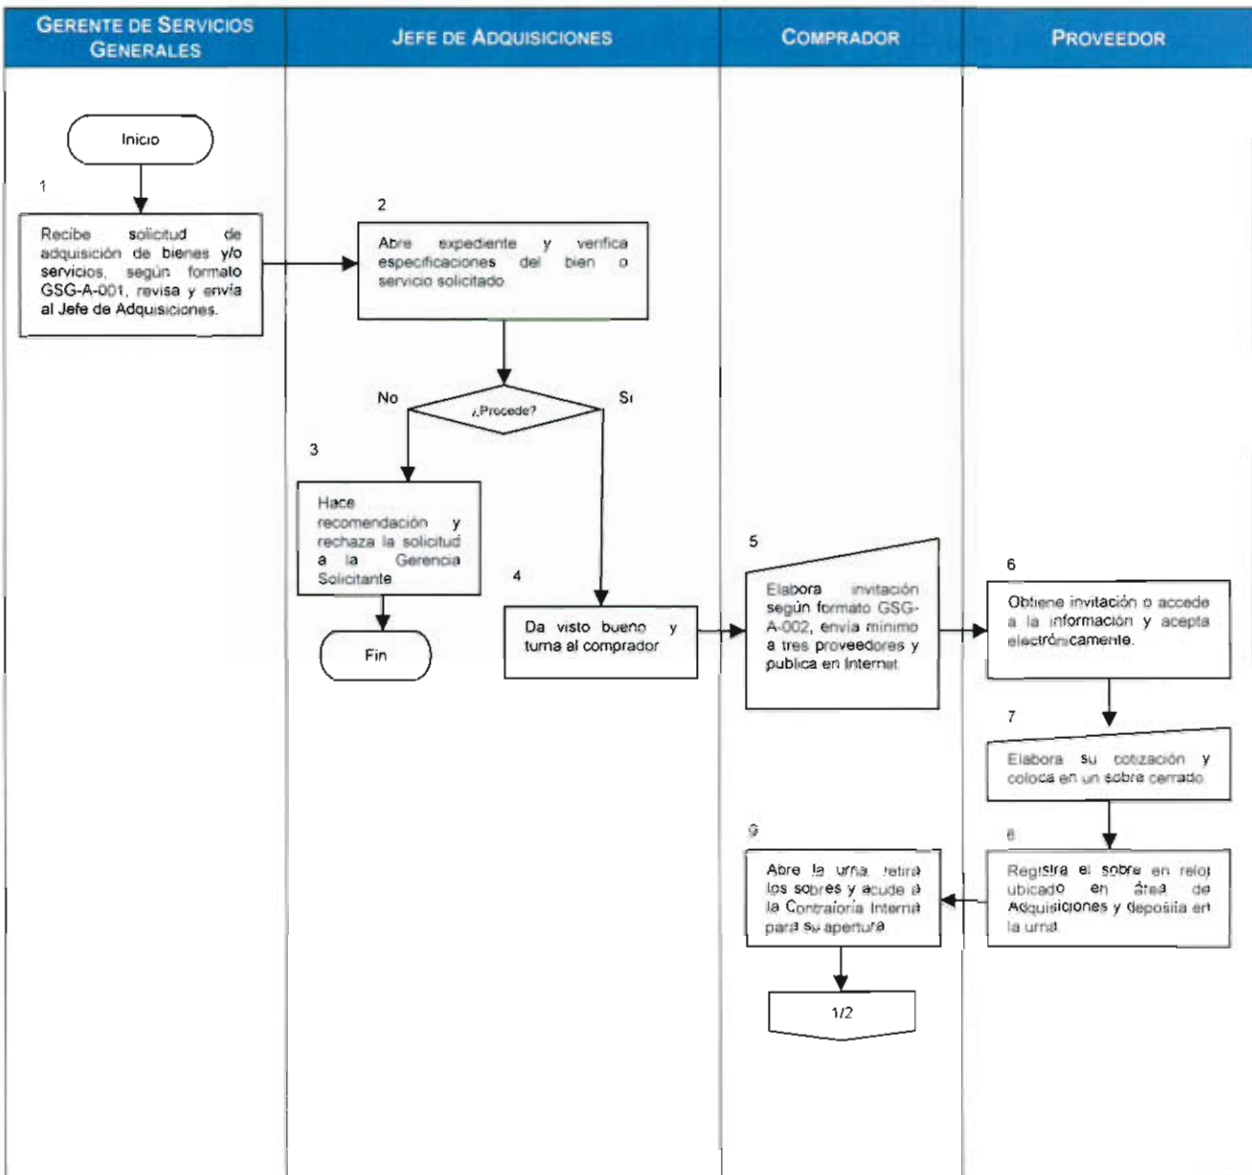 GERENTE DE SERVICIOS
GENERALES
JEFE DE ADQUISICIONES
COMPRADOR
PROVEEDOR
Inicio
1
Recibe solicitud de
adquisición de bienes y/o
servicios, según formato
GSG-A-001, revisa y envía
al Jefe de Adquisiciones.
2
Abre expediente y verifica
especificaciones del bien o
servicio solicitado
No
¿Procede?
Si
3
Hace
recomendación y
rechaza la solicitud
a la Gerencia
Solicitante
Fin
4
Da visto bueno y
turna al comprador
5
Elabora invitación
según formato GSG-
A-002, envía mínimo
a tres proveedores y
publica en Internet
6
Obtiene invitación o accede
a la información y acepta
electrónicamente.
7
Elabora su cotización y
coloca en un sobre cerrado
8
Registra el sobre en reloj
ubicado en área de
Adquisiciones y deposita en
la urna
9
Abre la urna, retira
los sobres y acude a
la Contraloría Interna
para su apertura
1/2